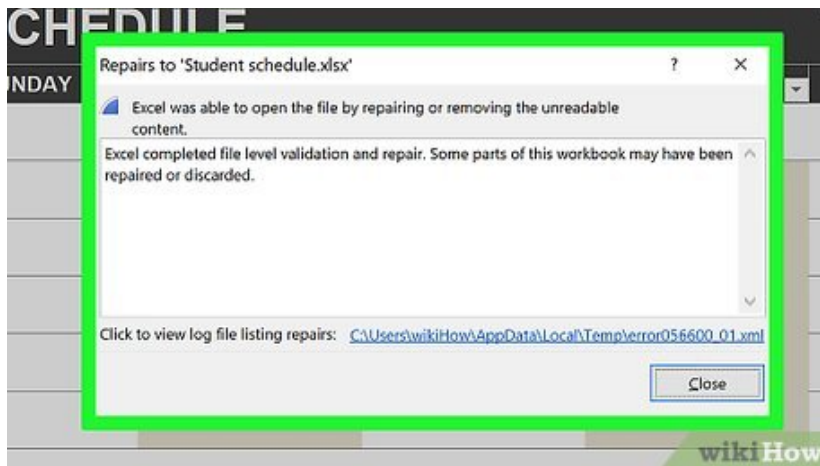 CHEDULE
UNDAY
Repairs to 'Student schedule.xlsx' ? ×
Excel was able to open the file by repairing or removing the unreadable
content.
Excel completed file level validation and repair. Some parts of this workbook may have been
repaired or discarded.
Click to view log file listing repairs: C:\Users\wikiHow\AppData\Local\Temp\error056600_01.xml
Close
wikiHow